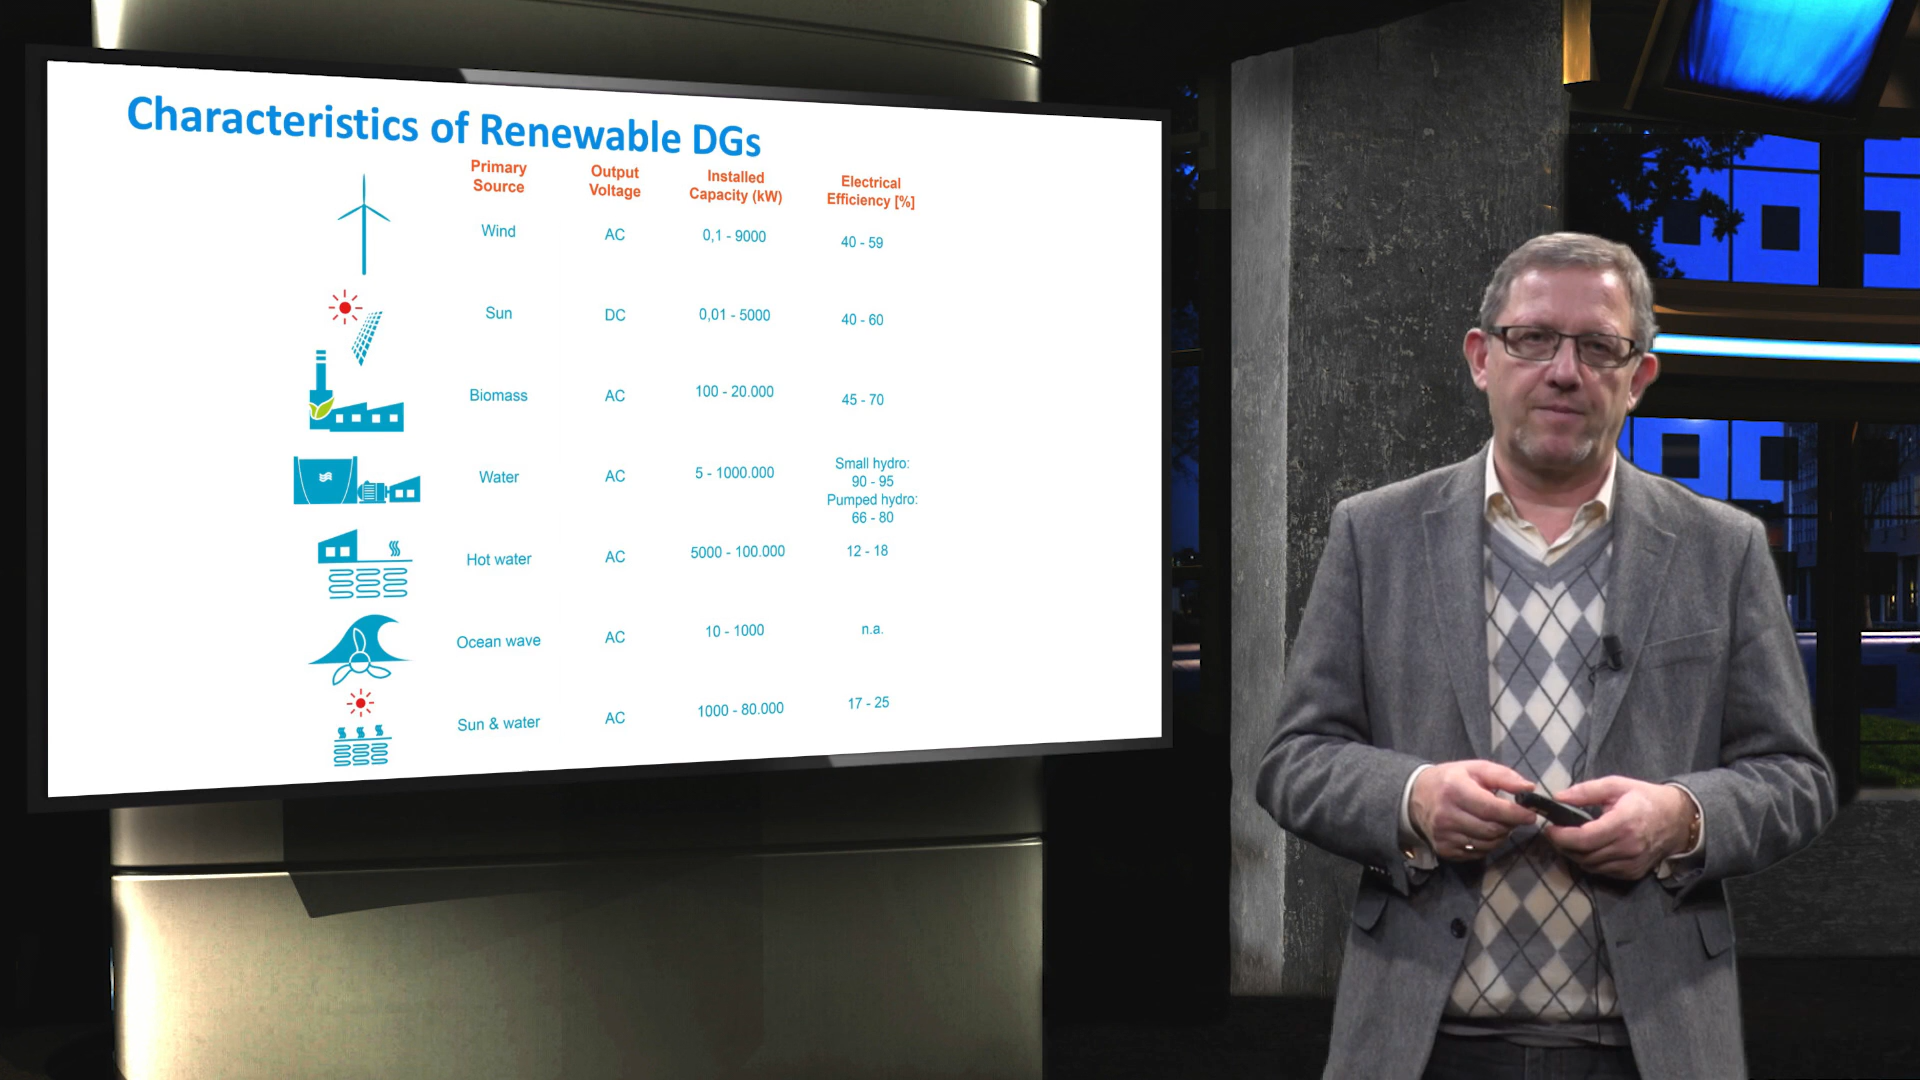 Characteristics of Renewable DGs
Primary Source Output Voltage Installed Capacity (kW) Electrical Efficiency [%]
Wind AC 0,1 - 9000 40 - 59
Sun DC 0,01 - 5000 40 - 60
Biomass AC 100 - 20.000 45 - 70
Water AC 5 - 1000.000 Small hydro: 90 - 95 Pumped hydro: 66 - 80
Hot water AC 5000 - 100.000 12 - 18
Ocean wave AC 10 - 1000 n.a.
Sun & water AC 1000 - 80.000 17 - 25